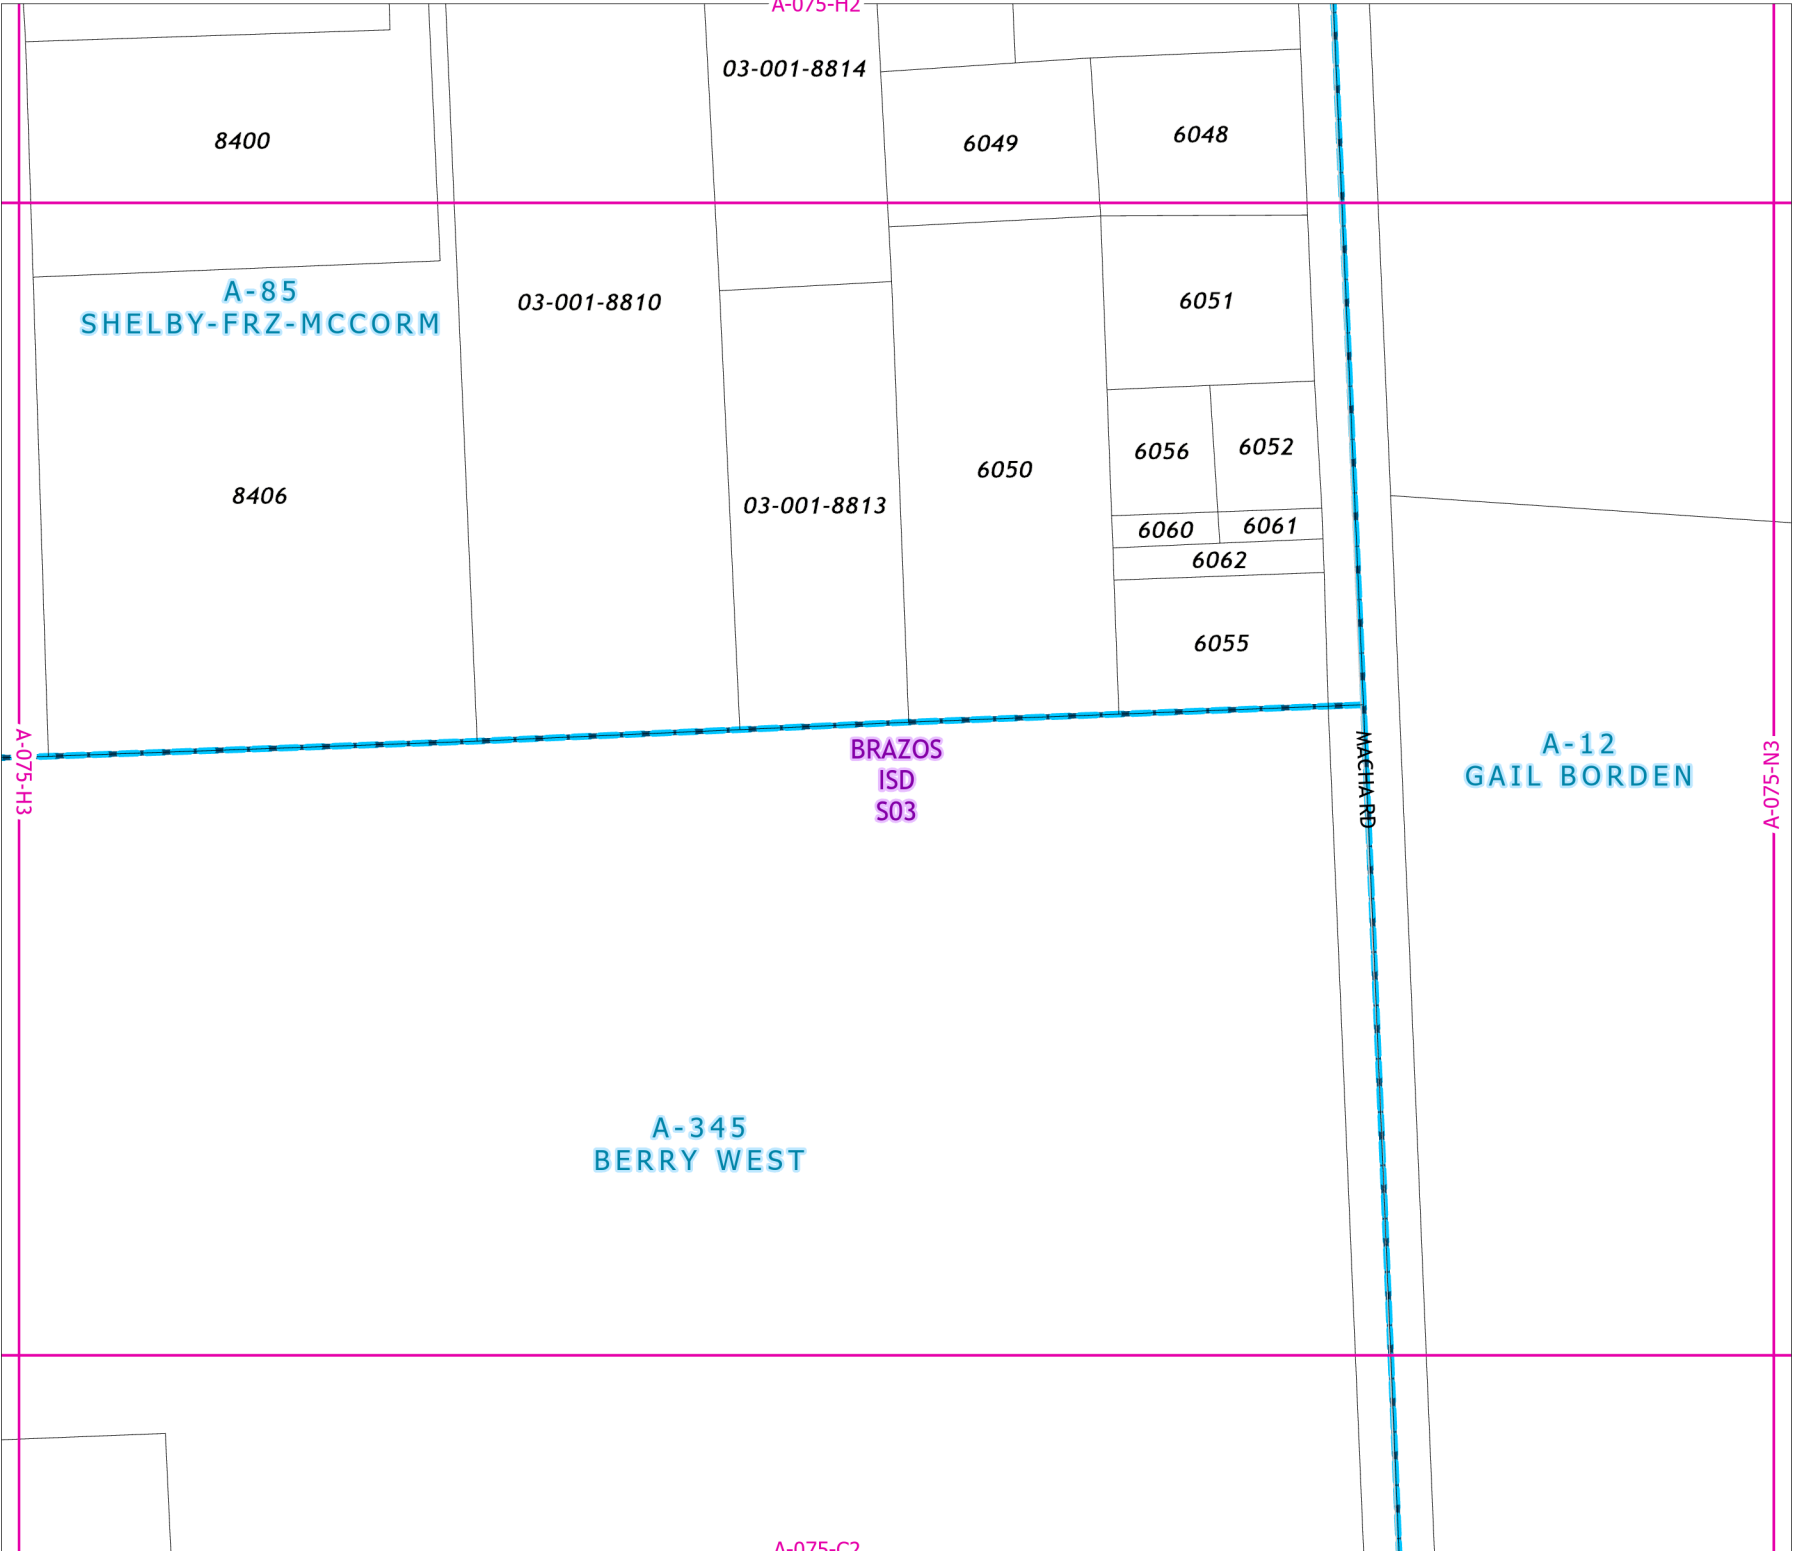 A-075-H2
03-001-8814
8400
6049
6048
A-85
SHELBY-FRZ-MCCORM
03-001-8810
6051
6056
6052
6050
8406
03-001-8813
6060
6061
6062
6055
A-075-H3
BRAZOS
ISD
S03
MACHA RD
A-12
GAIL BORDEN
A-075-N3
A-345
BERRY WEST
A-075-C2